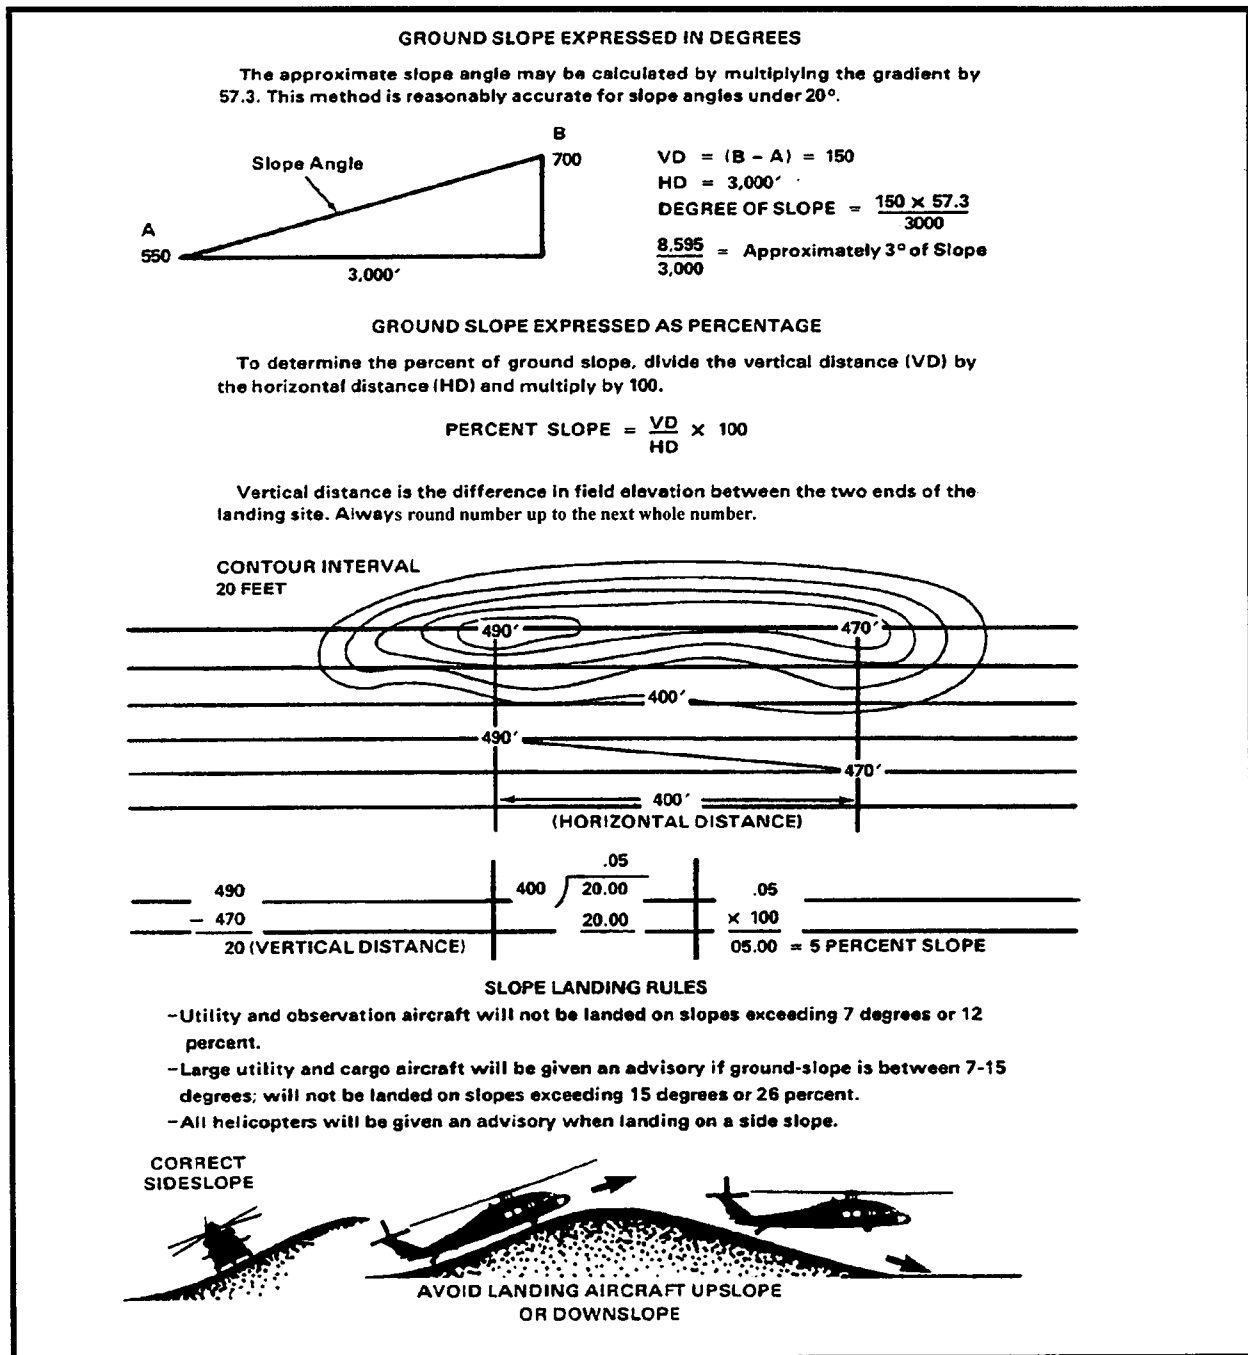 GROUND SLOPE EXPRESSED IN DEGREES
The approximate slope angle may be calculated by multiplying the gradient by
57.3. This method is reasonably accurate for slope angles under 20°.
B
700
Slope Angle
A
550
3,000′
VD = (B – A) = 150
HD = 3,000′
DEGREE OF SLOPE = 150 × 57.3
3000
8.595 = Approximately 3° of Slope
3,000
GROUND SLOPE EXPRESSED AS PERCENTAGE
To determine the percent of ground slope, divide the vertical distance (VD) by
the horizontal distance (HD) and multiply by 100.
PERCENT SLOPE = VD × 100
HD
Vertical distance is the difference in field elevation between the two ends of the
landing site. Always round number up to the next whole number.
CONTOUR INTERVAL
20 FEET
490′
470′
400′
490′
470′
400′
(HORIZONTAL DISTANCE)
490
– 470
20 (VERTICAL DISTANCE)
.05
400 20.00
20.00
.05
× 100
05.00 = 5 PERCENT SLOPE
SLOPE LANDING RULES
–Utility and observation aircraft will not be landed on slopes exceeding 7 degrees or 12
percent.
–Large utility and cargo aircraft will be given an advisory if ground-slope is between 7-15
degrees; will not be landed on slopes exceeding 15 degrees or 26 percent.
–All helicopters will be given an advisory when landing on a side slope.
CORRECT
SIDESLOPE
AVOID LANDING AIRCRAFT UPSLOPE
OR DOWNSLOPE